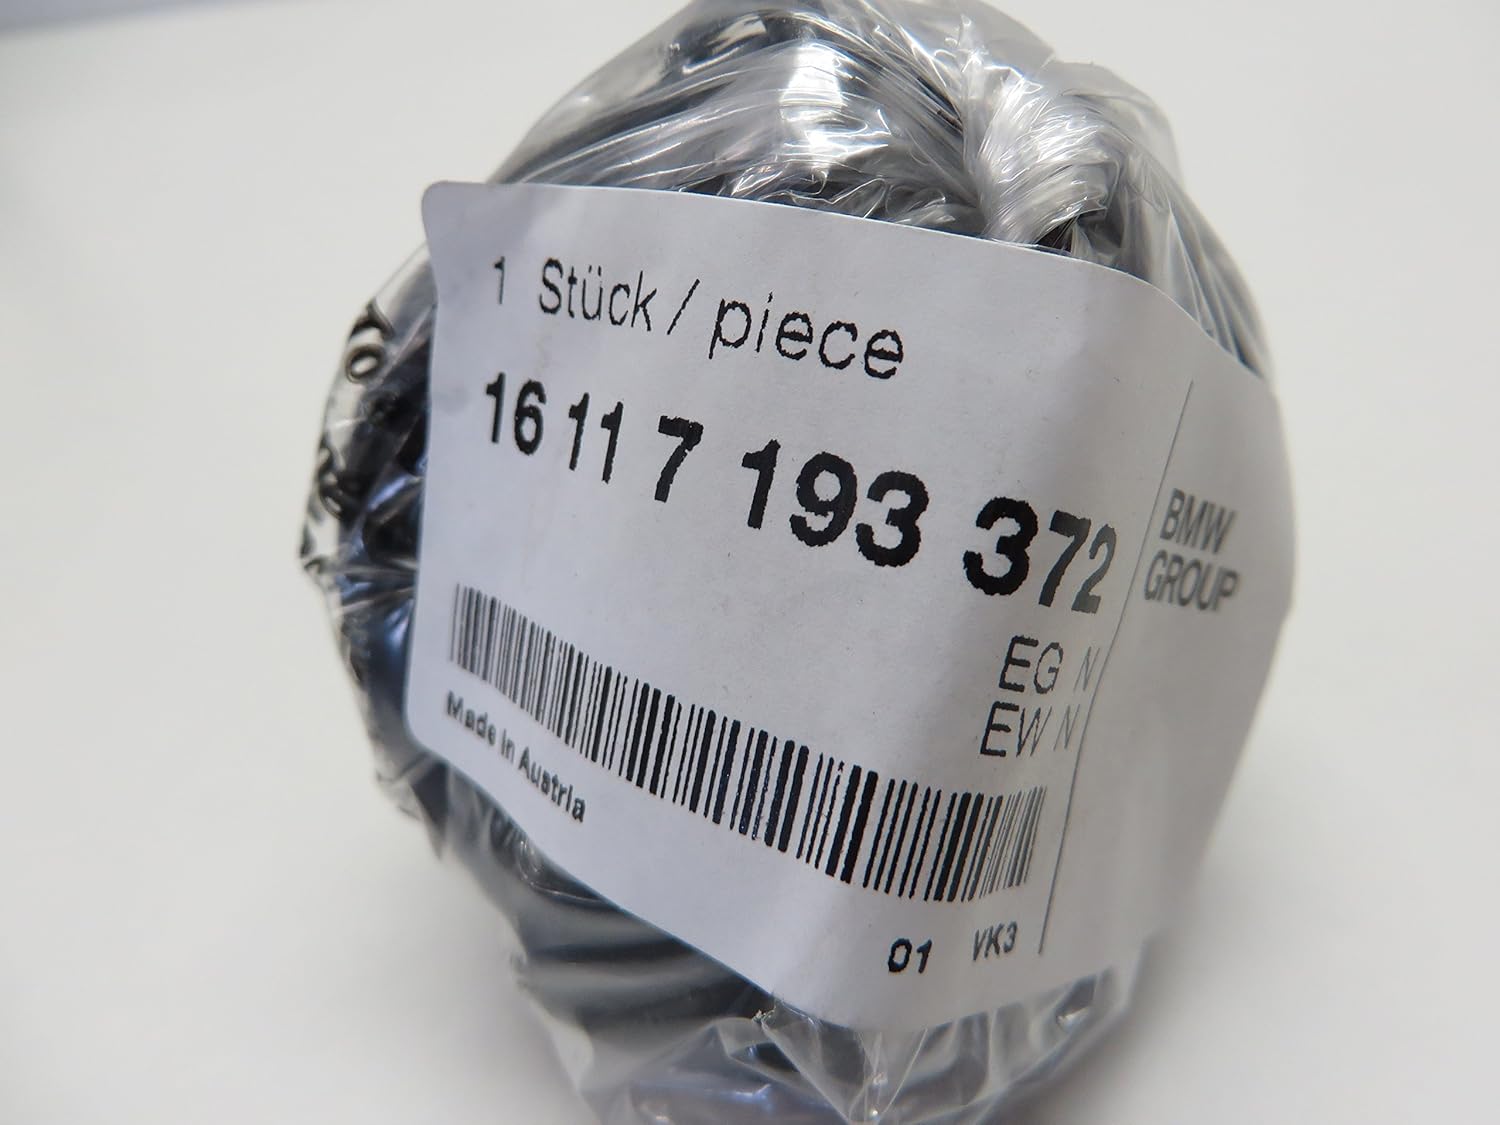 1 Stück / piece
16 11 7 193 372
BMW
GROUP
EG N
EW N
Made in Austria
01 VK3